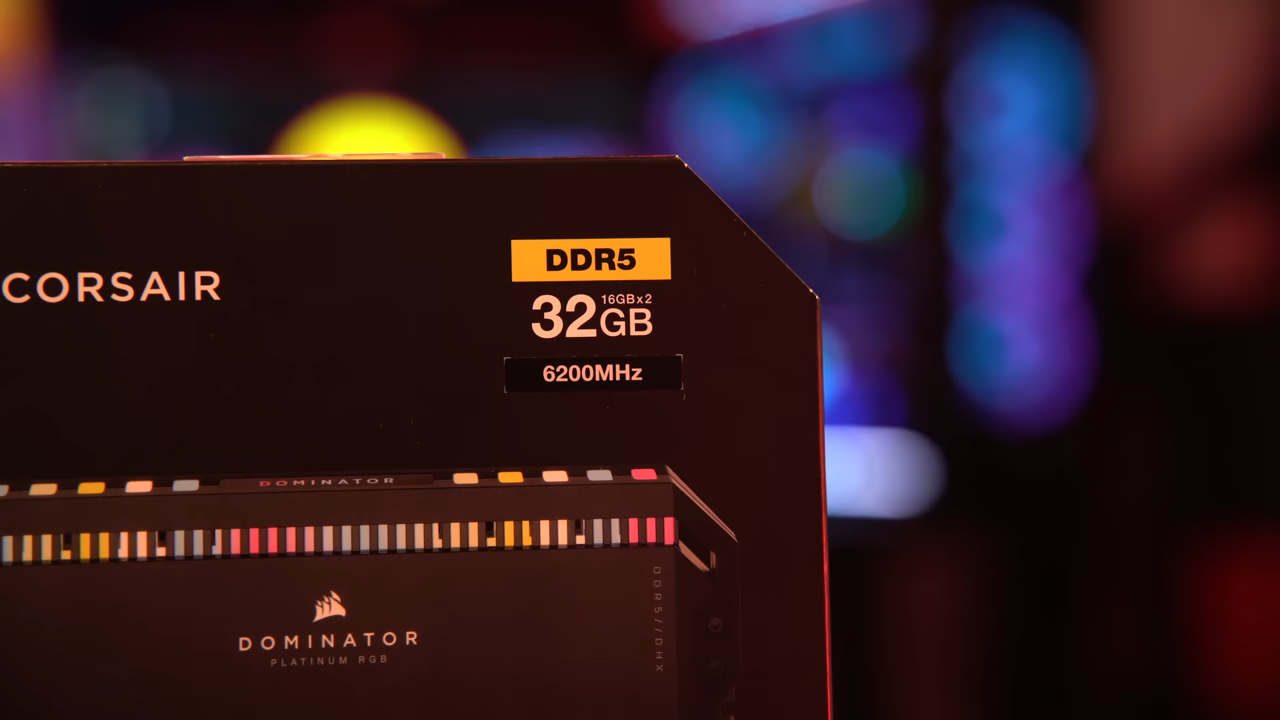 CORSAIR
DDR5
16GBx2
32GB
6200MHz
DOMINATOR
DOMINATOR
PLATINUM RGB
DDR5//DHX